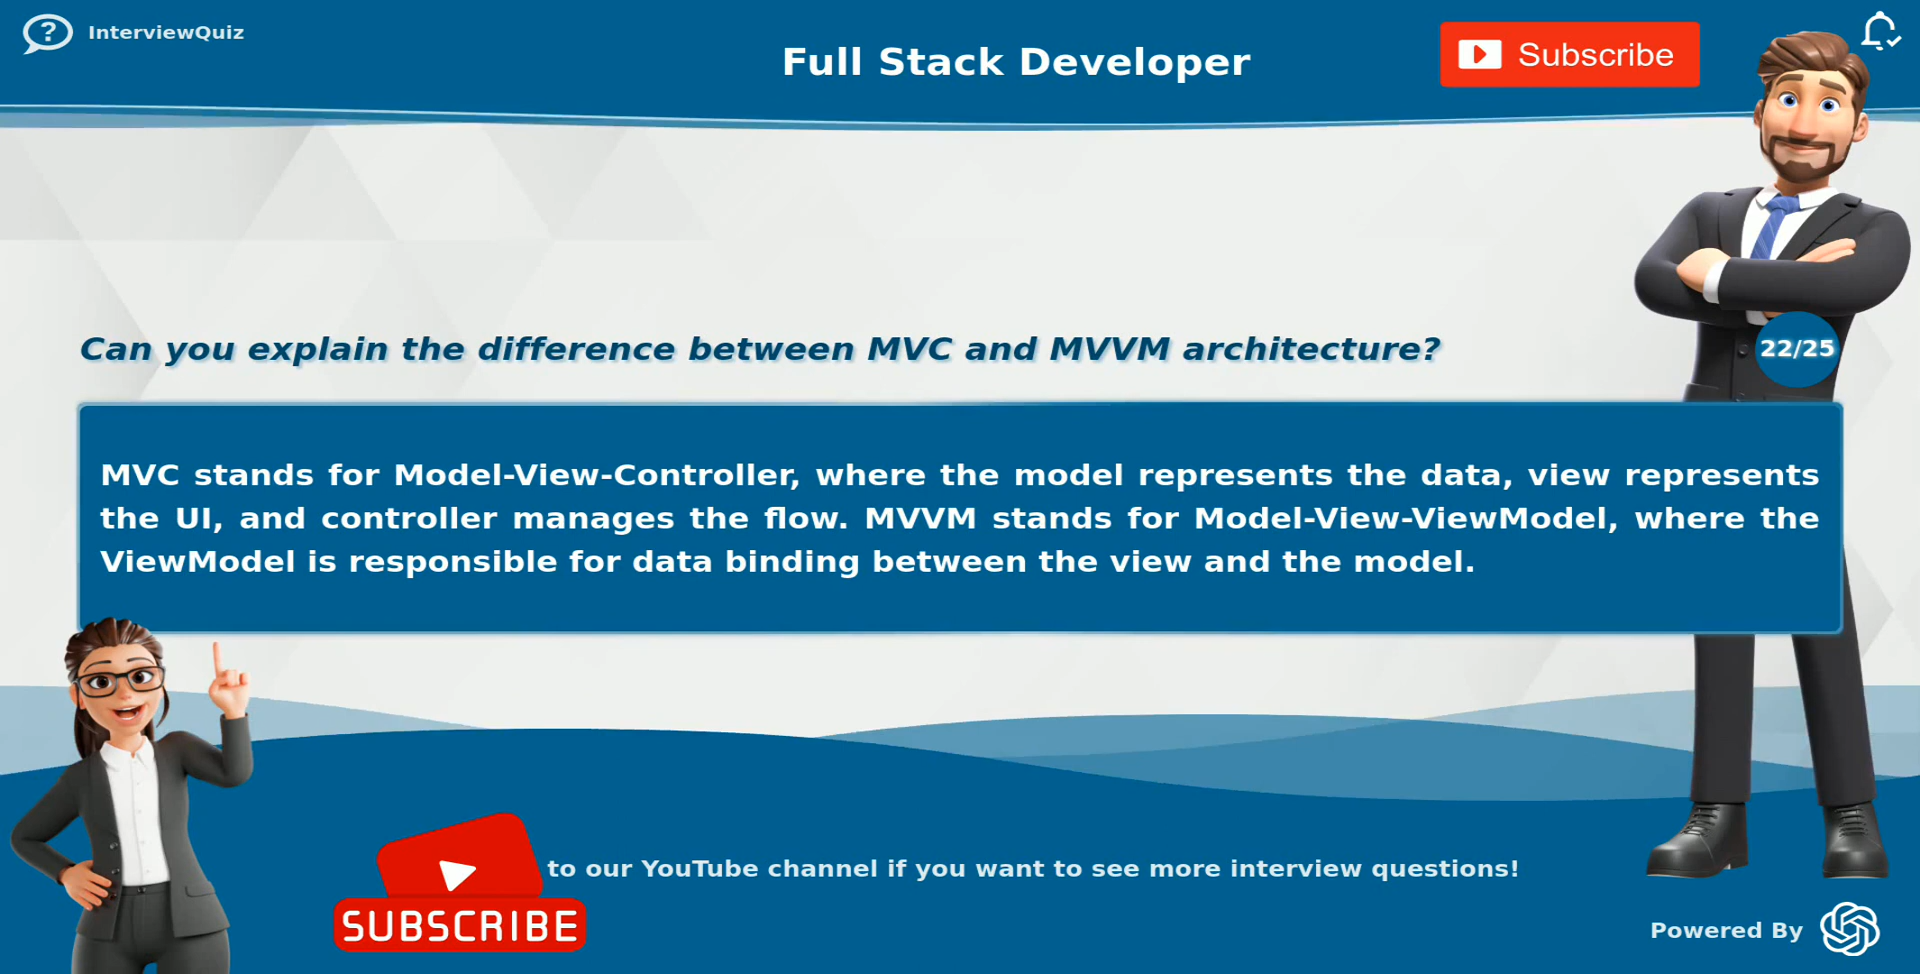 InterviewQuiz
Full Stack Developer
Subscribe
Can you explain the difference between MVC and MVVM architecture?
22/25
MVC stands for Model-View-Controller, where the model represents the data, view represents
the UI, and controller manages the flow. MVVM stands for Model-View-ViewModel, where the
ViewModel is responsible for data binding between the view and the model.
to our YouTube channel if you want to see more interview questions!
SUBSCRIBE
Powered By